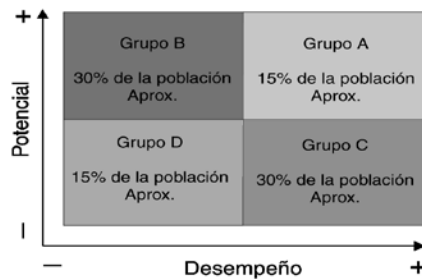 +
Potencial
—
Grupo B
30% de la población
Aprox.
Grupo A
15% de la población
Aprox.
Grupo D
15% de la población
Aprox.
Grupo C
30% de la población
Aprox.
—
Desempeño
+